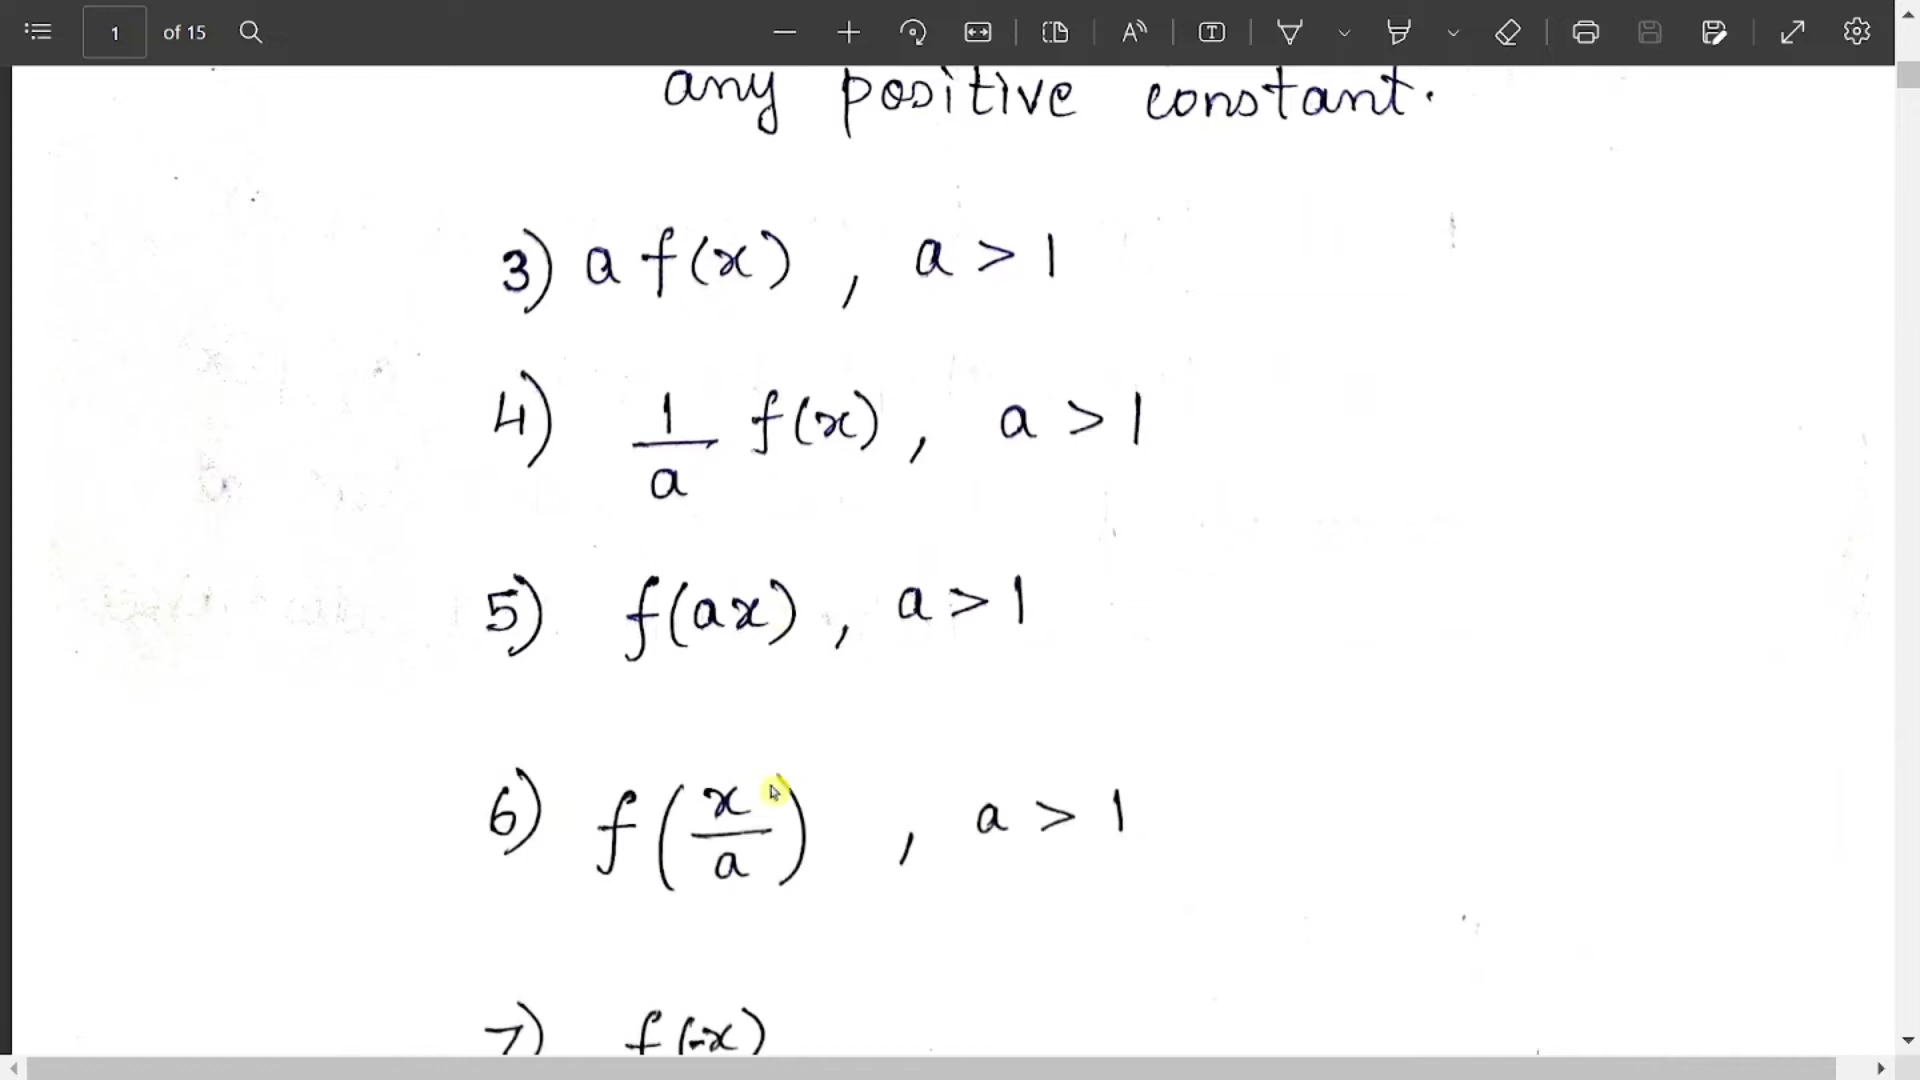 1 of 15
any positive constant.
3) a f(x) , a > 1
4) 1/a f(x) , a > 1
5) f(ax) , a > 1
6) f(x/a) , a > 1
7) f(-x)